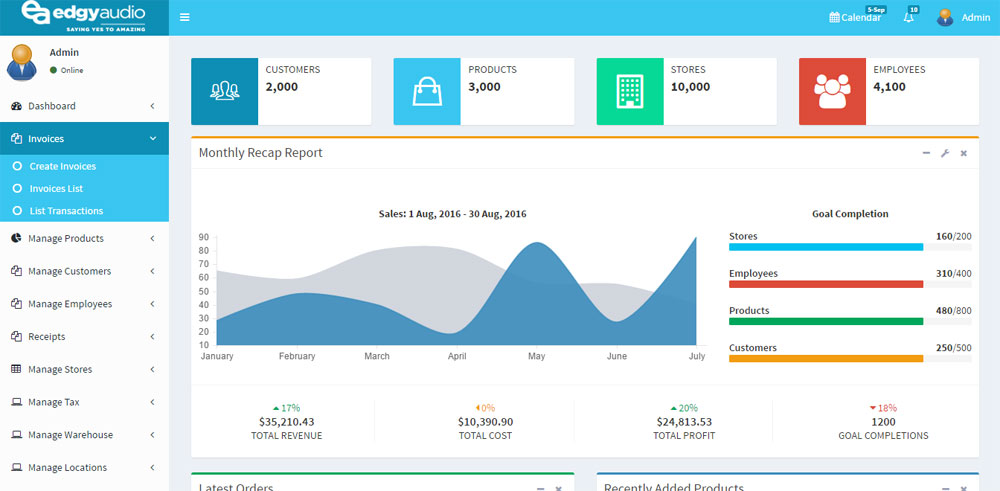 edgyaudio
SAYING YES TO AMAZING
Calendar
5-Sep
10
Admin
Admin
Online
Dashboard
Invoices
Create Invoices
Invoices List
List Transactions
Manage Products
Manage Customers
Manage Employees
Receipts
Manage Stores
Manage Tax
Manage Warehouse
Manage Locations
CUSTOMERS
2,000
PRODUCTS
3,000
STORES
10,000
EMPLOYEES
4,100
Monthly Recap Report
Sales: 1 Aug, 2016 - 30 Aug, 2016
90
80
70
60
50
40
30
20
10
January February March April May June July
Goal Completion
Stores 160/200
Employees 310/400
Products 480/800
Customers 250/500
17%
$35,210.43
TOTAL REVENUE
0%
$10,390.90
TOTAL COST
20%
$24,813.53
TOTAL PROFIT
18%
1200
GOAL COMPLETIONS
Latest Orders
Recently Added Products